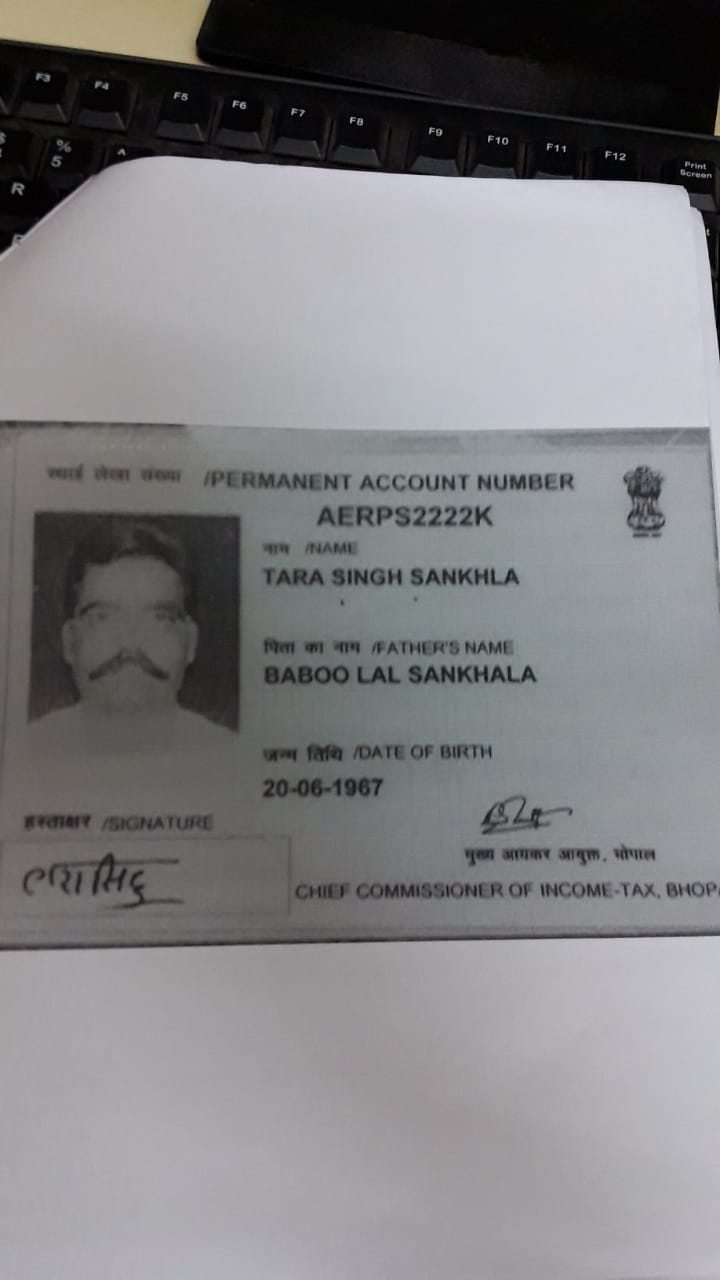 F3 F4 F5 F6 F7 F8 F9 F10 F11 F12 Print Screen
% 5
R
स्थाई लेखा संख्या /PERMANENT ACCOUNT NUMBER
AERPS2222K
नाम /NAME
TARA SINGH SANKHLA
पिता का नाम /FATHER'S NAME
BABOO LAL SANKHALA
जन्म तिथि /DATE OF BIRTH
20-06-1967
हस्ताक्षर /SIGNATURE
मुख्य आयकर आयुक्त, भोपाल
CHIEF COMMISSIONER OF INCOME-TAX, BHOPA